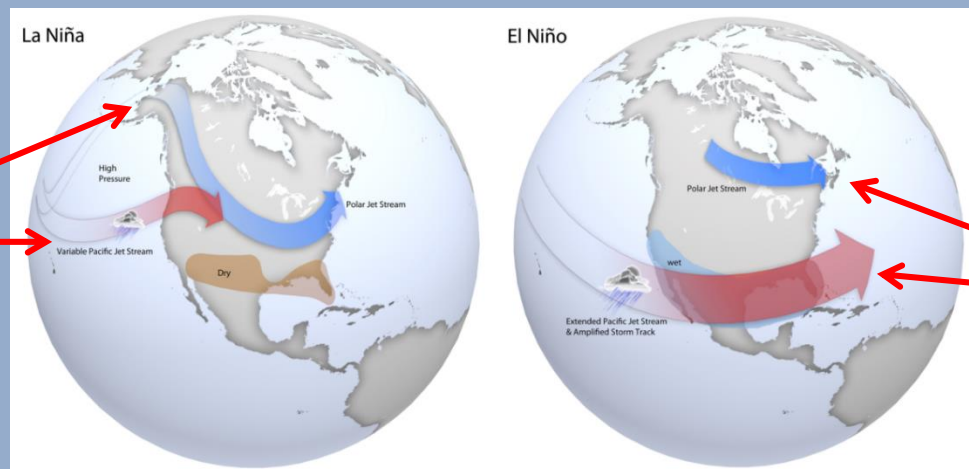 La Niña
High
Pressure
Polar Jet Stream
Variable Pacific Jet Stream
Dry
El Niño
Polar Jet Stream
wet
Extended Pacific Jet Stream
& Amplified Storm Track